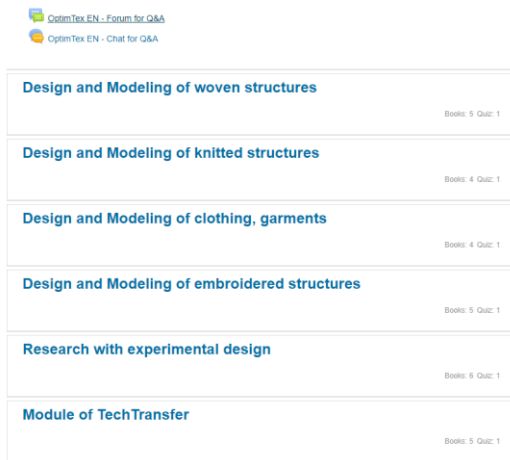 OptimTex EN - Forum for Q&A
OptimTex EN - Chat for Q&A
Design and Modeling of woven structures
Books: 5 Quiz: 1
Design and Modeling of knitted structures
Books: 4 Quiz: 1
Design and Modeling of clothing, garments
Books: 4 Quiz: 1
Design and Modeling of embroidered structures
Books: 5 Quiz: 1
Research with experimental design
Books: 6 Quiz: 1
Module of TechTransfer
Books: 5 Quiz: 1